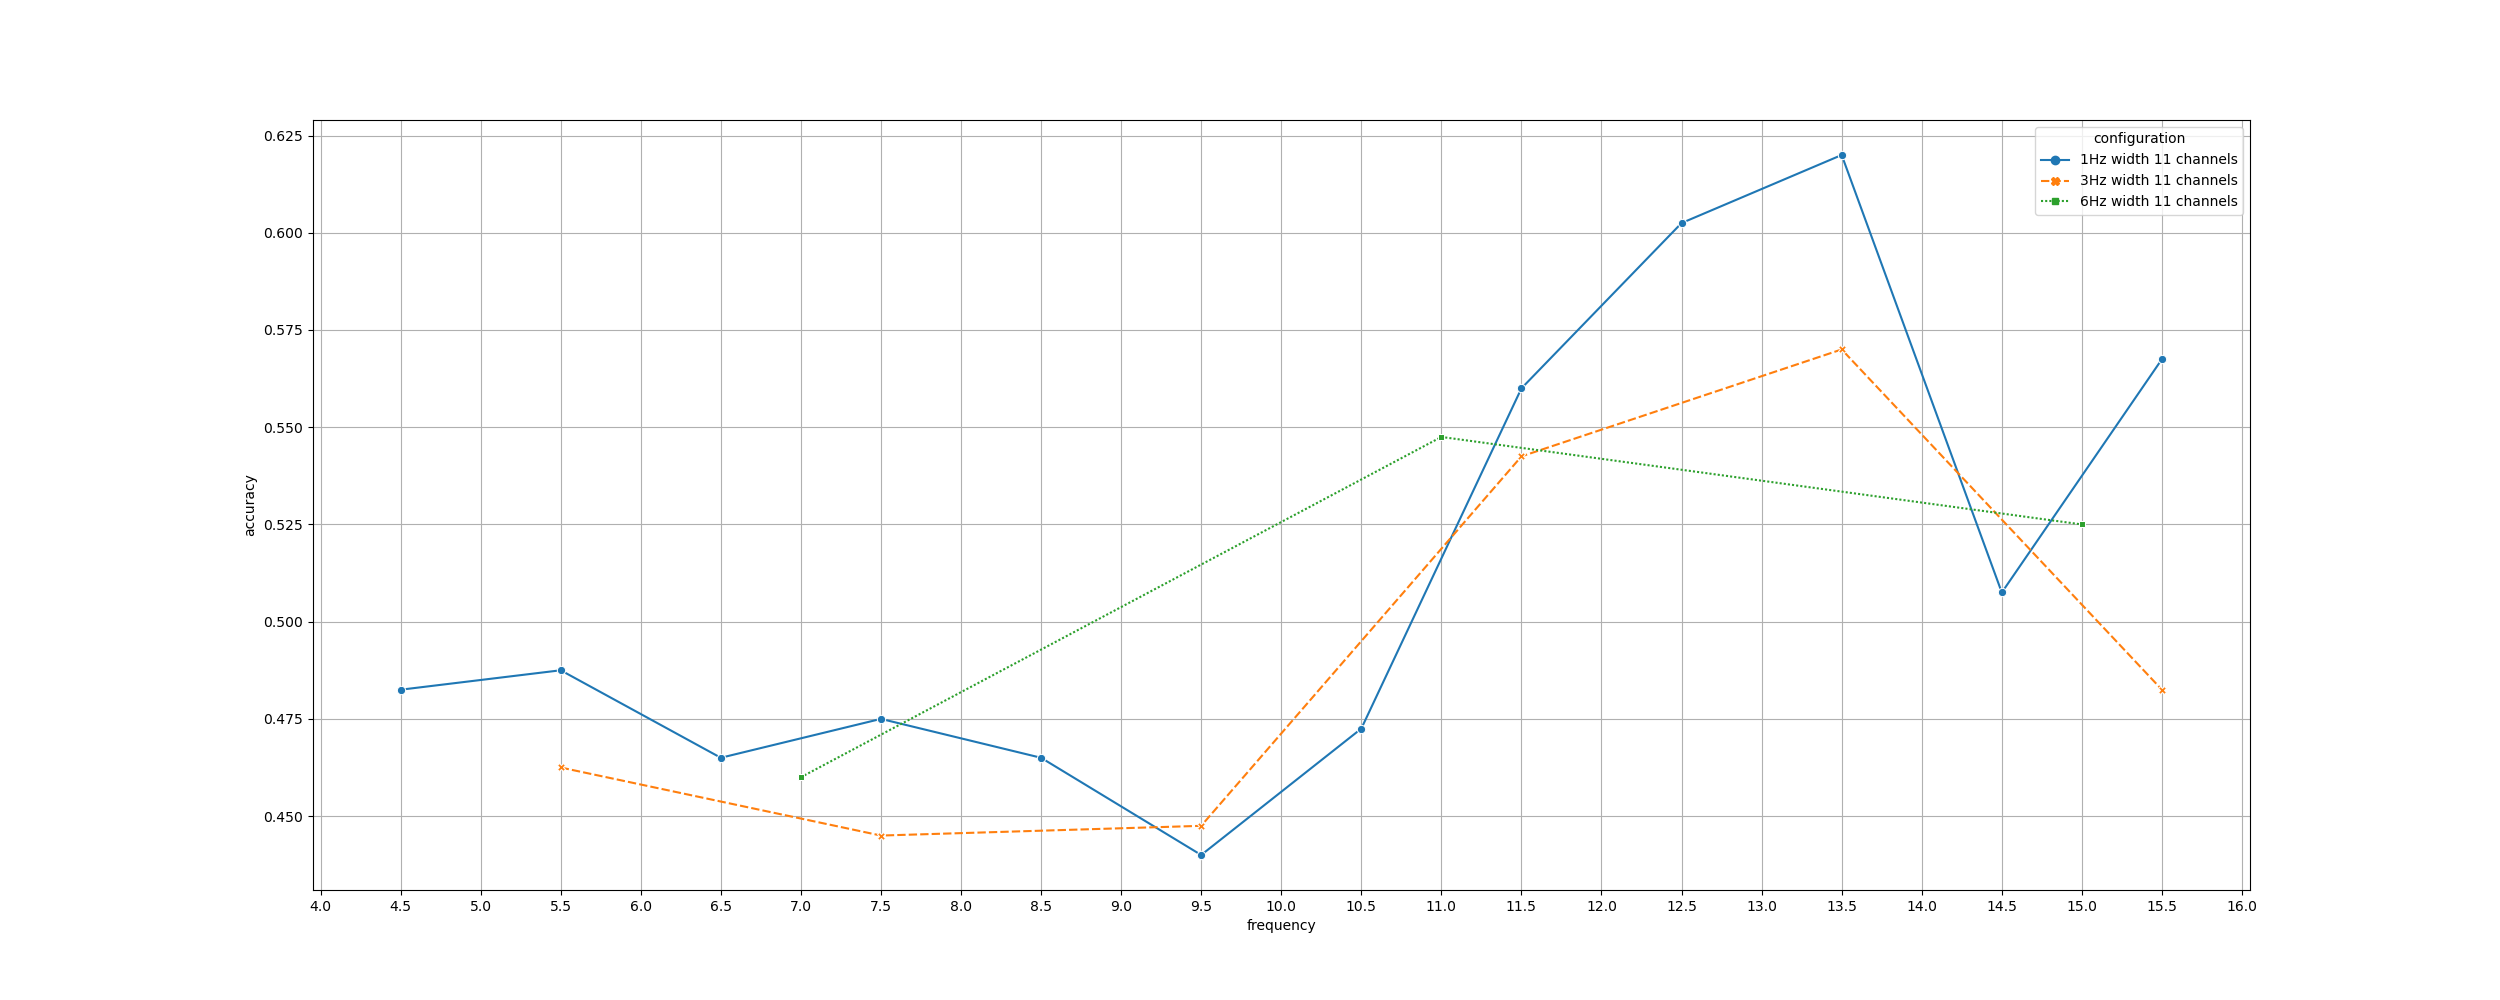 configuration
1Hz width 11 channels
3Hz width 11 channels
6Hz width 11 channels
0.625
0.600
0.575
0.550
0.525
0.500
0.475
0.450
accuracy
4.0 4.5 5.0 5.5 6.0 6.5 7.0 7.5 8.0 8.5 9.0 9.5 10.0 10.5 11.0 11.5 12.0 12.5 13.0 13.5 14.0 14.5 15.0 15.5 16.0
frequency